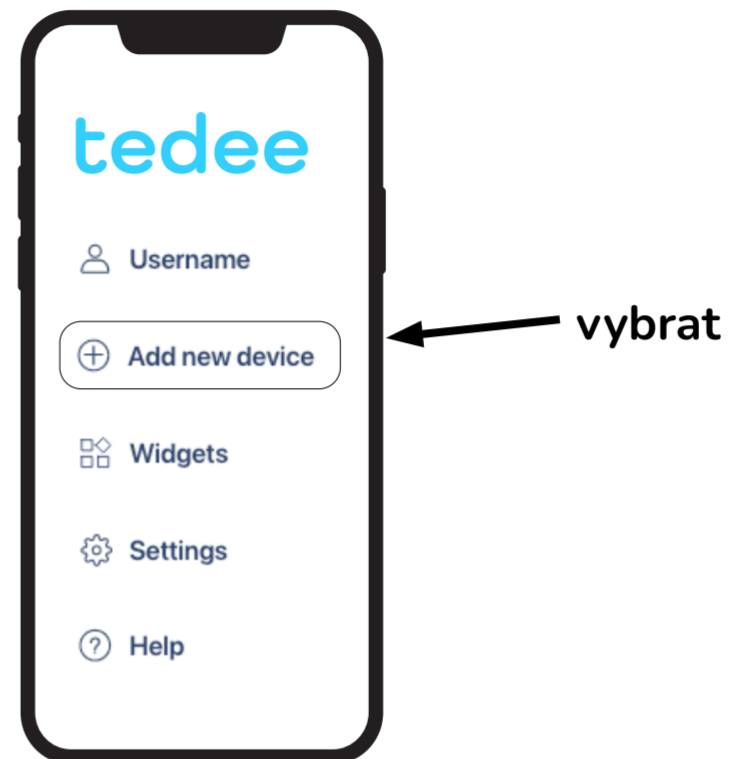 tedee
Username
Add new device
vybrat
Widgets
Settings
Help